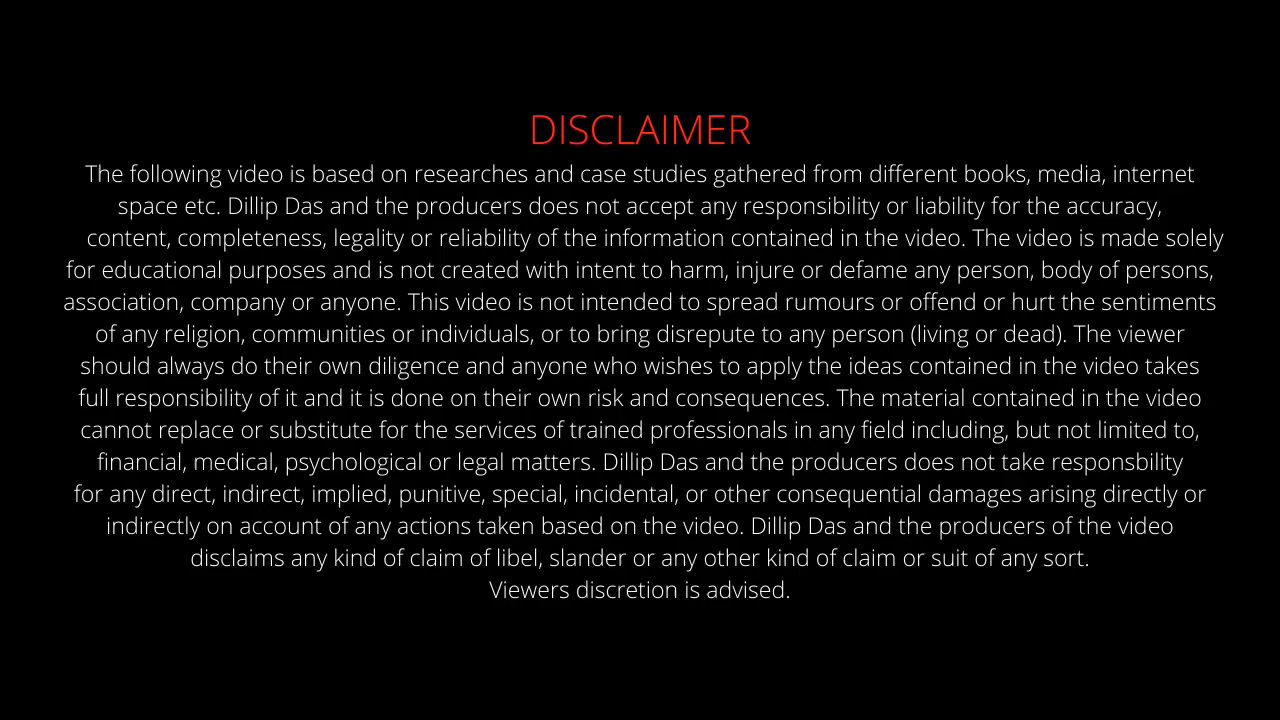 DISCLAIMER
The following video is based on researches and case studies gathered from different books, media, internet
space etc. Dillip Das and the producers does not accept any responsibility or liability for the accuracy,
content, completeness, legality or reliability of the information contained in the video. The video is made solely
for educational purposes and is not created with intent to harm, injure or defame any person, body of persons,
association, company or anyone. This video is not intended to spread rumours or offend or hurt the sentiments
of any religion, communities or individuals, or to bring disrepute to any person (living or dead). The viewer
should always do their own diligence and anyone who wishes to apply the ideas contained in the video takes
full responsibility of it and it is done on their own risk and consequences. The material contained in the video
cannot replace or substitute for the services of trained professionals in any field including, but not limited to,
financial, medical, psychological or legal matters. Dillip Das and the producers does not take responsbility
for any direct, indirect, implied, punitive, special, incidental, or other consequential damages arising directly or
indirectly on account of any actions taken based on the video. Dillip Das and the producers of the video
disclaims any kind of claim of libel, slander or any other kind of claim or suit of any sort.
Viewers discretion is advised.